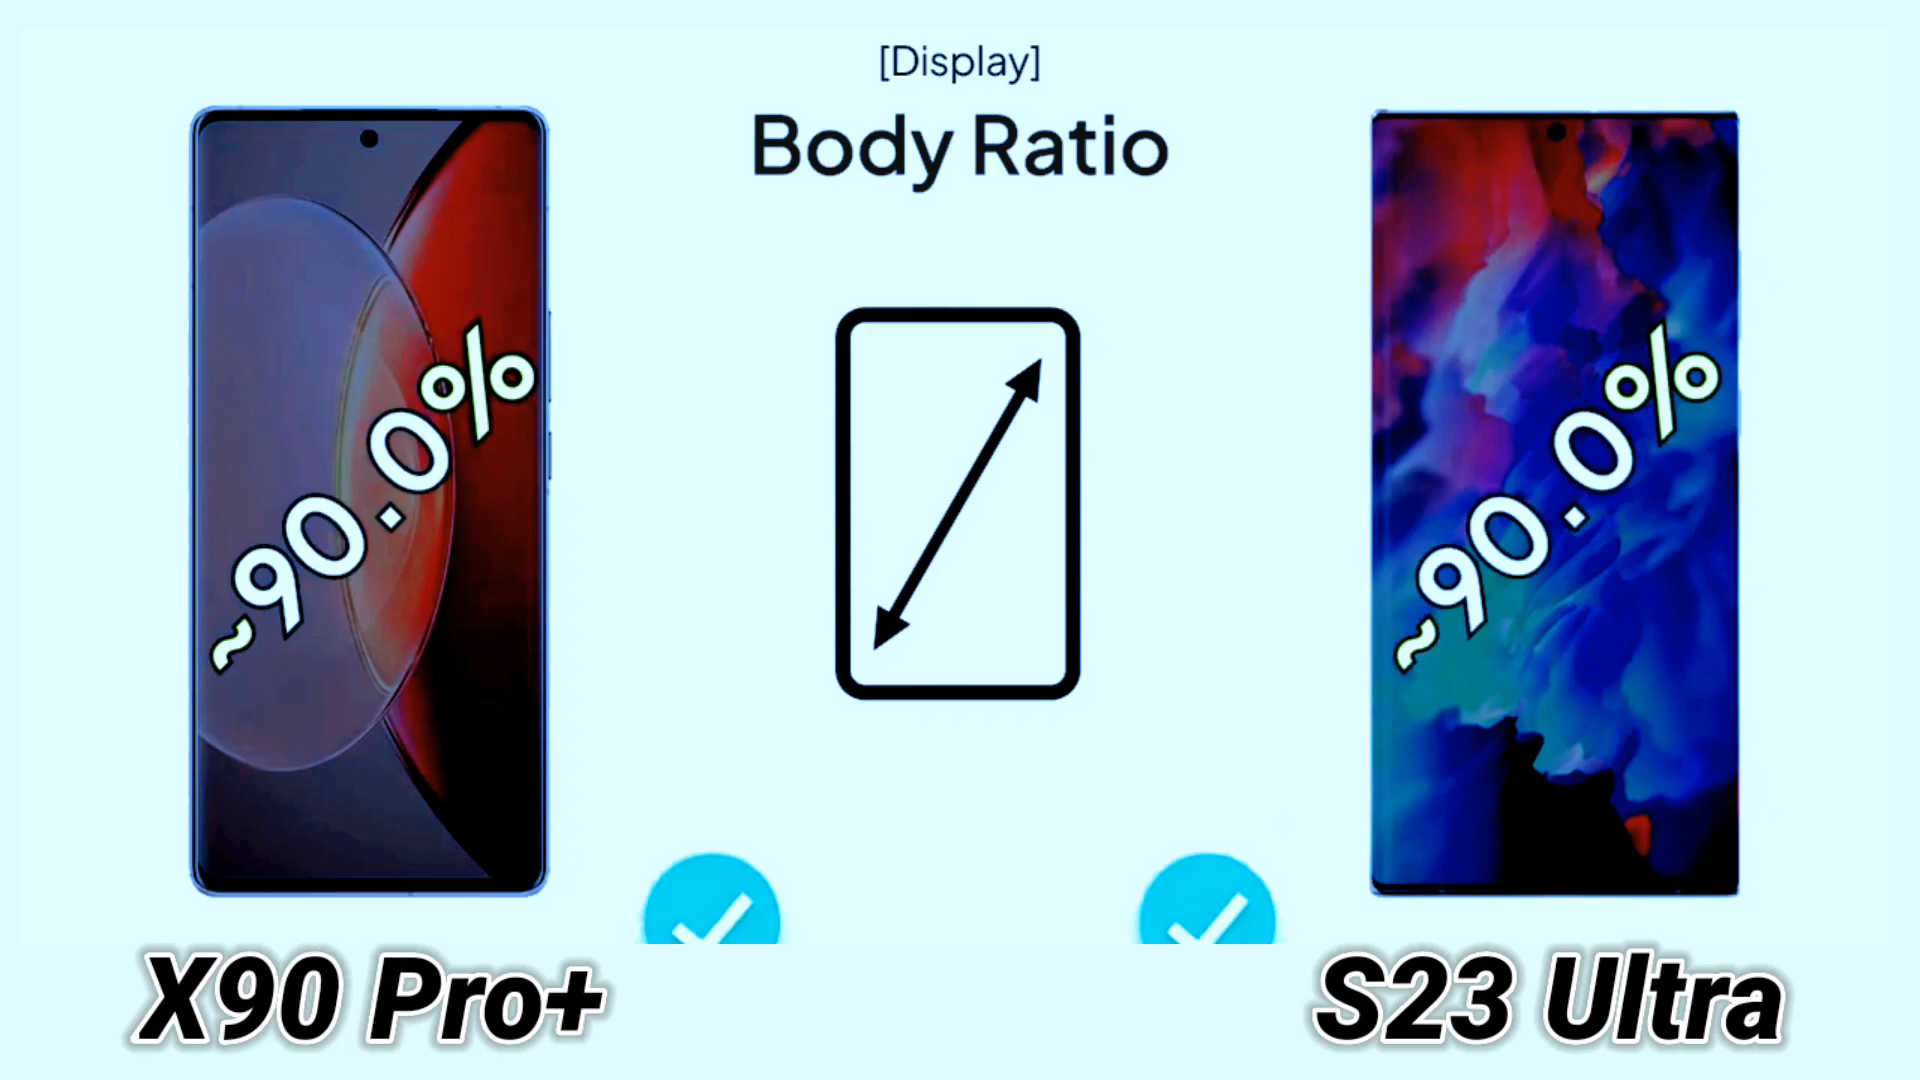 [Display]
Body Ratio
~90.0%
~90.0%
X90 Pro+
S23 Ultra